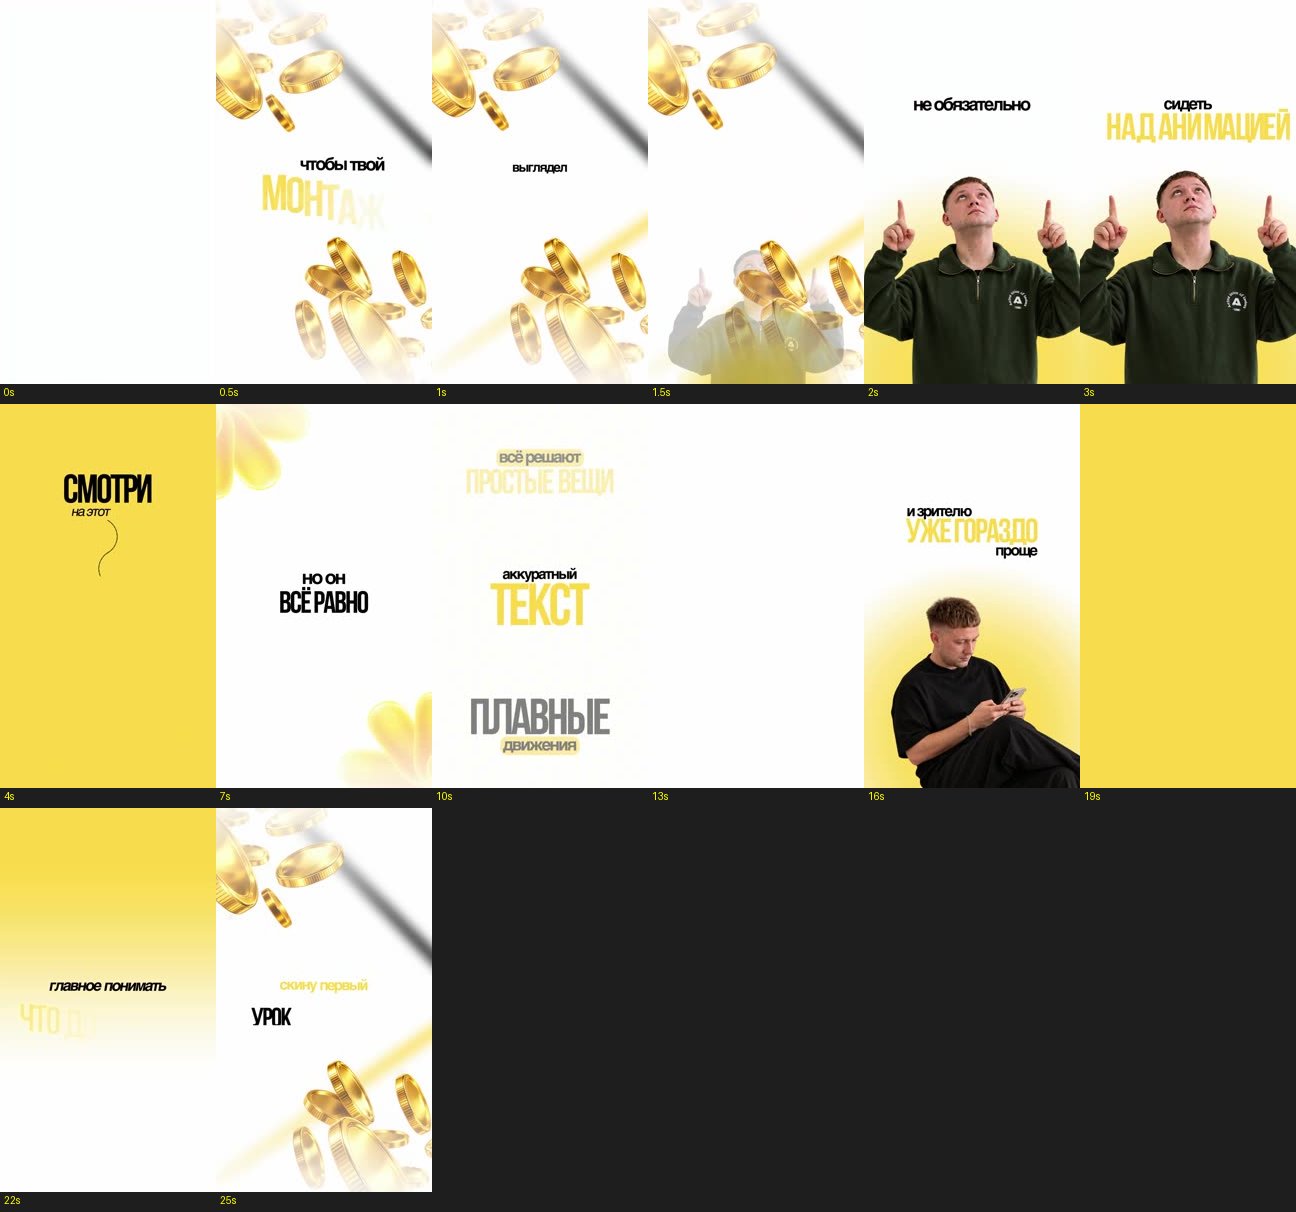 чтобы твой
МОНТАЖ
выглядел
не обязательно
сидеть
НАД АНИМАЦИЕЙ
0s
0.5s
1s
1.5s
2s
3s
СМОТРИ
на этот
но он
ВСЁ РАВНО
всё решают
ПРОСТЫЕ ВЕЩИ
аккуратный
ТЕКСТ
ПЛАВНЫЕ
движения
и зрителю
УЖЕ ГОРАЗДО
проще
4s
7s
10s
13s
16s
19s
главное понимать
ЧТО
скину первый
УРОК
22s
25s